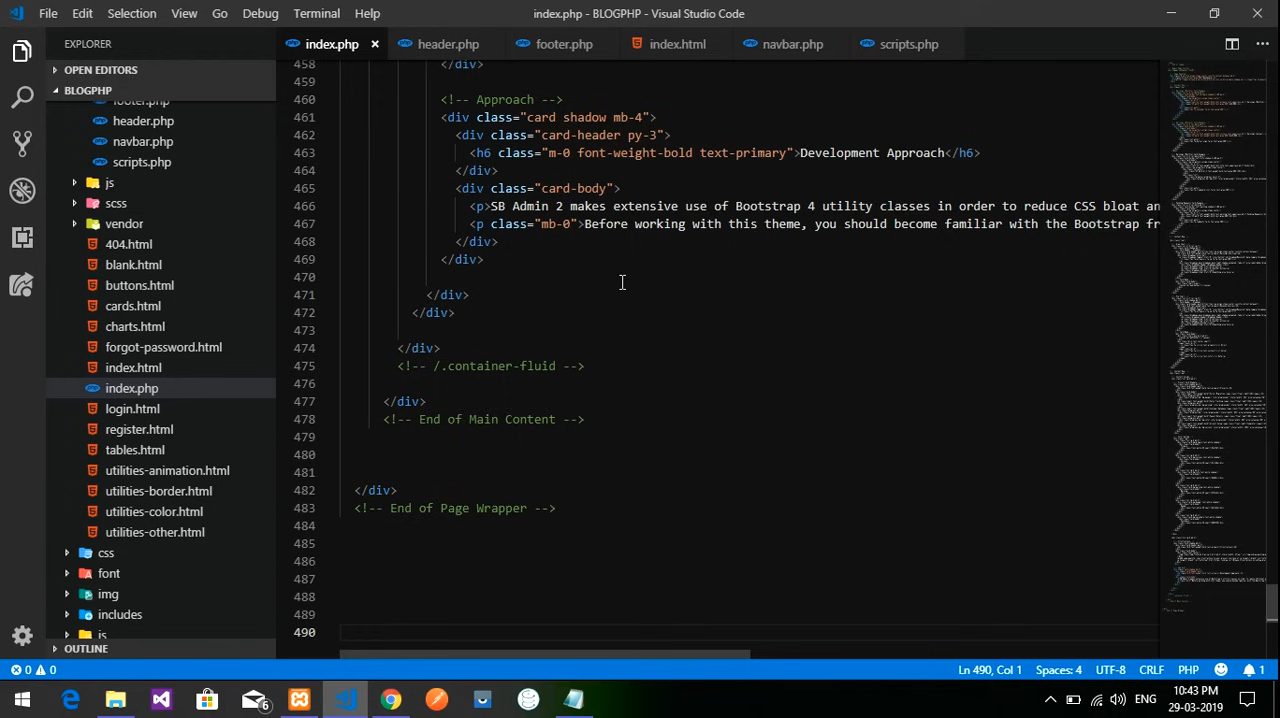 File Edit Selection View Go Debug Terminal Help
index.php - BLOGPHP - Visual Studio Code
EXPLORER
index.php header.php footer.php index.html navbar.php scripts.php
OPEN EDITORS
BLOGPHP
footer.php
header.php
navbar.php
scripts.php
js
scss
vendor
404.html
blank.html
buttons.html
cards.html
charts.html
forgot-password.html
index.html
index.php
login.html
register.html
tables.html
utilities-animation.html
utilities-border.html
utilities-color.html
utilities-other.html
css
font
img
includes
js
OUTLINE
458 </div>
459
460 <!-- Approach -->
461 <div class="card shadow mb-4">
462 <div class="card-header py-3">
463 <h6 class="m-0 font-weight-bold text-primary">Development Approach</h6>
464 </div>
465 <div class="card-body">
466 <p>SB Admin 2 makes extensive use of Bootstrap 4 utility classes in order to reduce CSS bloat an
467 <p class="mb-0">Before working with this theme, you should become familiar with the Bootstrap fr
468 </div>
469 </div>
470
471 </div>
472 </div>
473
474 </div>
475 <!-- /.container-fluid -->
476
477 </div>
478 <!-- End of Main Content -->
479
480
481
482 </div>
483 <!-- End of Page Wrapper -->
484
485
486
487
488
489
490
0 0
Ln 490, Col 1 Spaces: 4 UTF-8 CRLF PHP 1
6
ENG
10:43 PM
29-03-2019